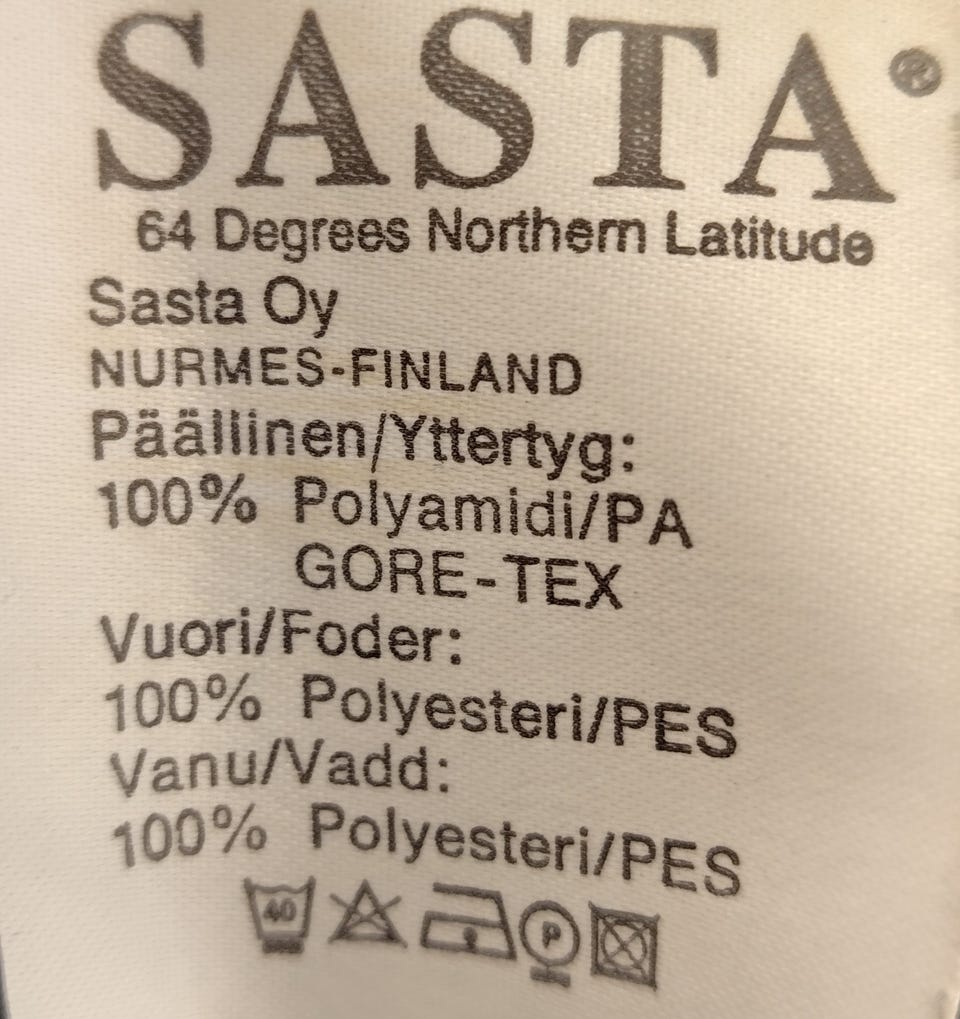 SASTA®
64 Degrees Northern Latitude
Sasta Oy
NURMES-FINLAND
Päällinen/Yttertyg:
100% Polyamidi/PA
GORE-TEX
Vuori/Foder:
100% Polyesteri/PES
Vanu/Vadd:
100% Polyesteri/PES
40 P